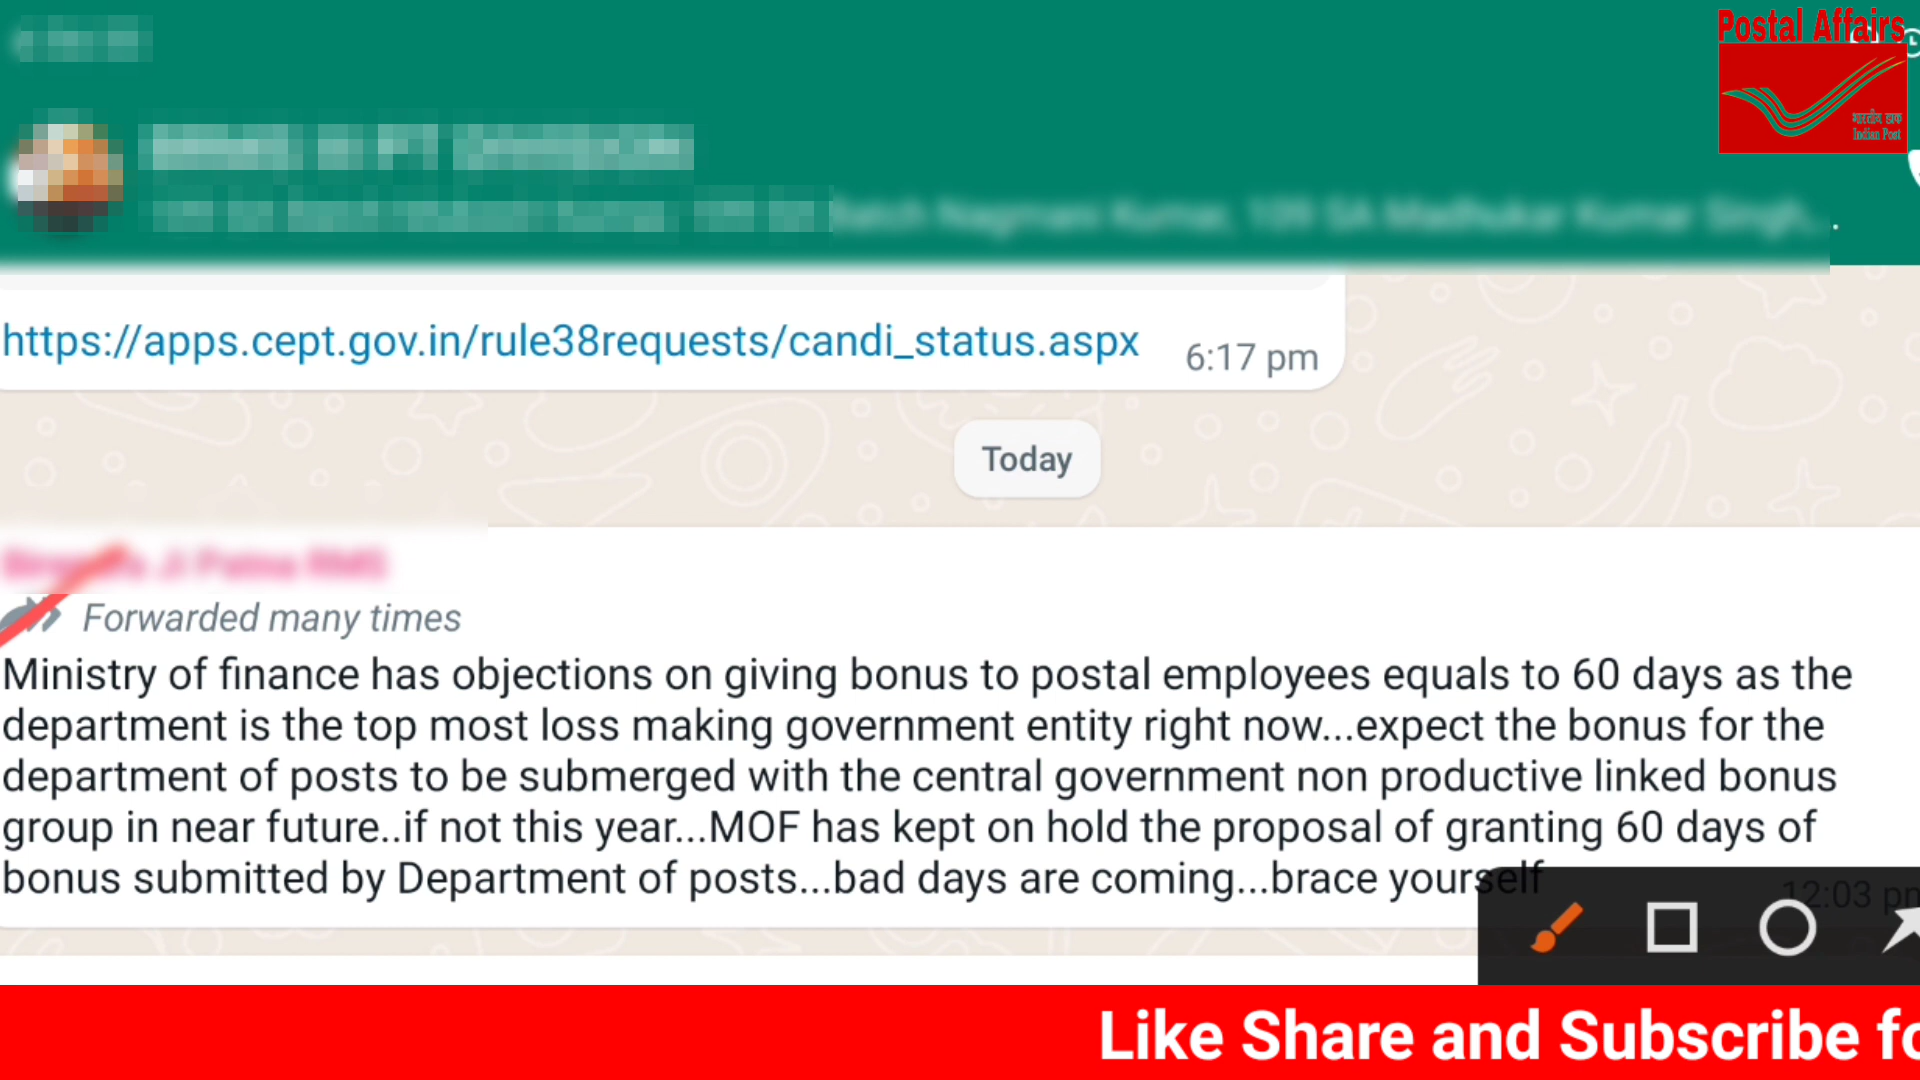 Postal Affairs
भारतीय डाक
Indian Post
https://apps.cept.gov.in/rule38requests/candi_status.aspx
6:17 pm
Today
Forwarded many times
Ministry of finance has objections on giving bonus to postal employees equals to 60 days as the
department is the top most loss making government entity right now...expect the bonus for the
department of posts to be submerged with the central government non productive linked bonus
group in near future..if not this year...MOF has kept on hold the proposal of granting 60 days of
bonus submitted by Department of posts...bad days are coming...brace yourself
12:03 pm
Like Share and Subscribe fo